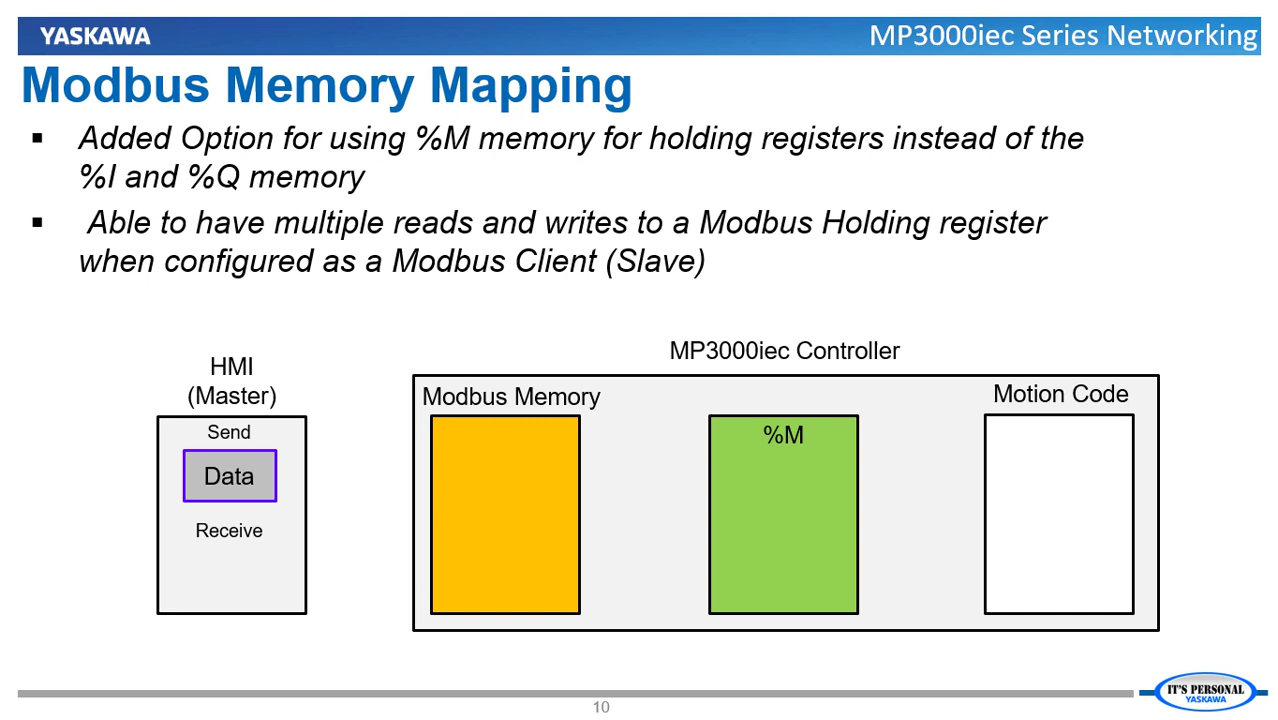 YASKAWA
MP3000iec Series Networking
Modbus Memory Mapping
▪ Added Option for using %M memory for holding registers instead of the
%I and %Q memory
▪ Able to have multiple reads and writes to a Modbus Holding register
when configured as a Modbus Client (Slave)
HMI
(Master)
Send
Data
Receive
MP3000iec Controller
Modbus Memory
%M
Motion Code
10
IT'S PERSONAL
YASKAWA